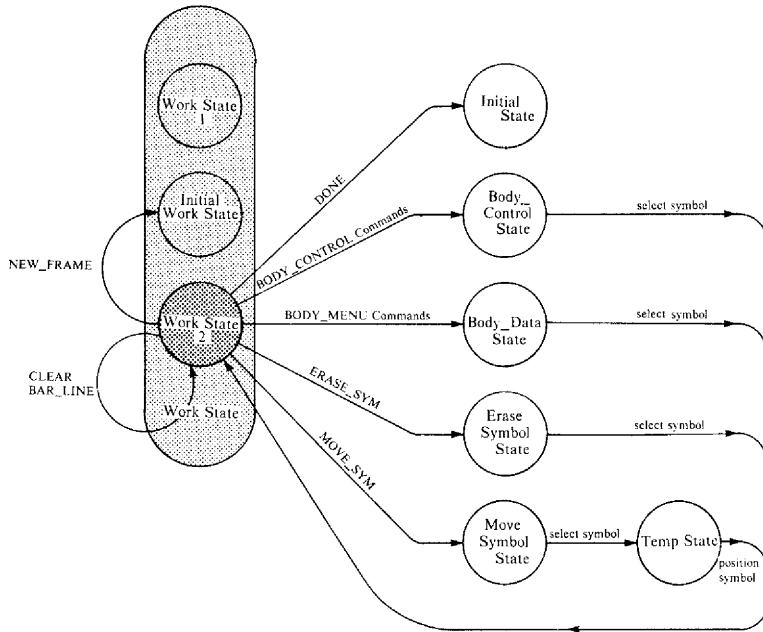 Work State
1
Initial
State
Initial
Work State
DONE
Body_
Control
State
select symbol
BODY_CONTROL Commands
NEW_FRAME
Work State
2
BODY_MENU Commands
Body_Data
State
select symbol
CLEAR
BAR_LINE
Work State
ERASE_SYM
Erase
Symbol
State
select symbol
MOVE_SYM
Move
Symbol
State
select symbol
Temp State
position
symbol